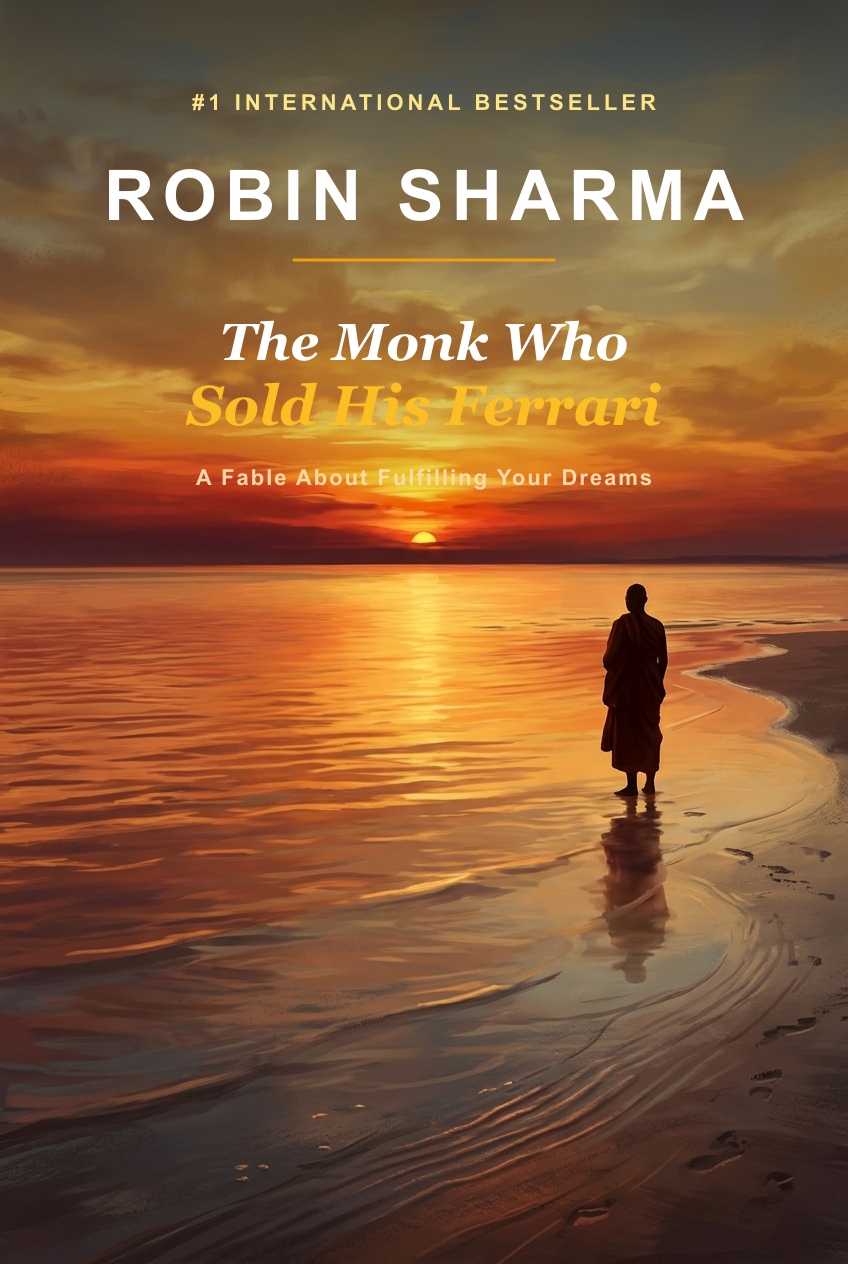 #1 INTERNATIONAL BESTSELLER
ROBIN SHARMA
The Monk Who
Sold His Ferrari
A Fable About Fulfilling Your Dreams